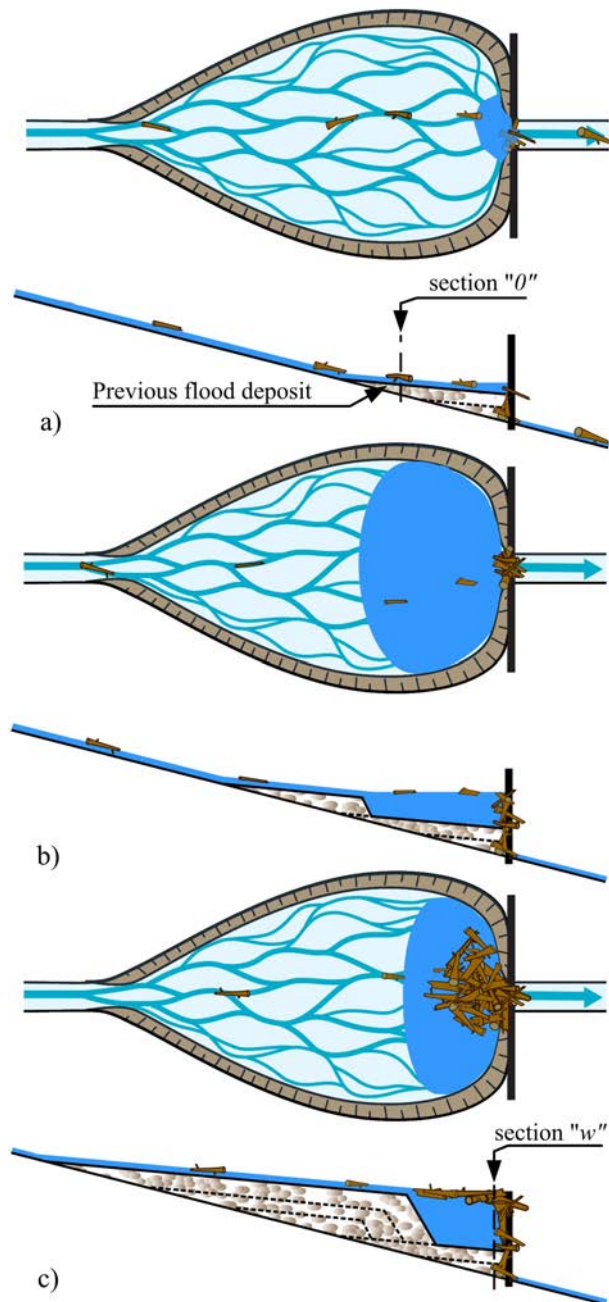 section "0"
Previous flood deposit
a)
b)
section "w"
c)